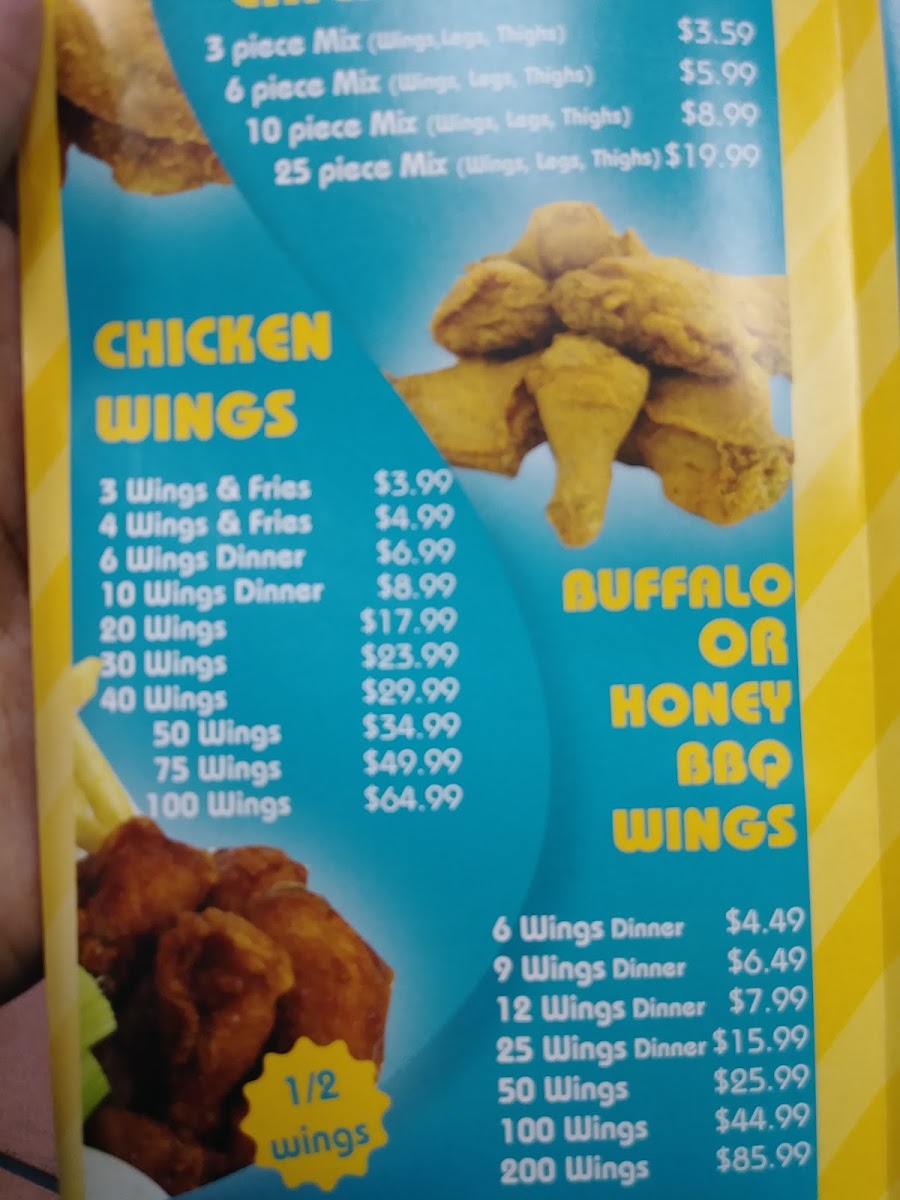 3 piece Mix (Wings, Legs, Thighs) $3.59
6 piece Mix (Wings, Legs, Thighs) $5.99
10 piece Mix (Wings, Legs, Thighs) $8.99
25 piece Mix (Wings, Legs, Thighs) $19.99
CHICKEN
WINGS
3 Wings & Fries $3.99
4 Wings & Fries $4.99
6 Wings Dinner $6.99
10 Wings Dinner $8.99
20 Wings $17.99
30 Wings $23.99
40 Wings $29.99
50 Wings $34.99
75 Wings $49.99
100 Wings $64.99
BUFFALO
OR
HONEY
BBQ
WINGS
6 Wings Dinner $4.49
9 Wings Dinner $6.49
12 Wings Dinner $7.99
25 Wings Dinner $15.99
50 Wings $25.99
100 Wings $44.99
200 Wings $85.99
1/2
wings